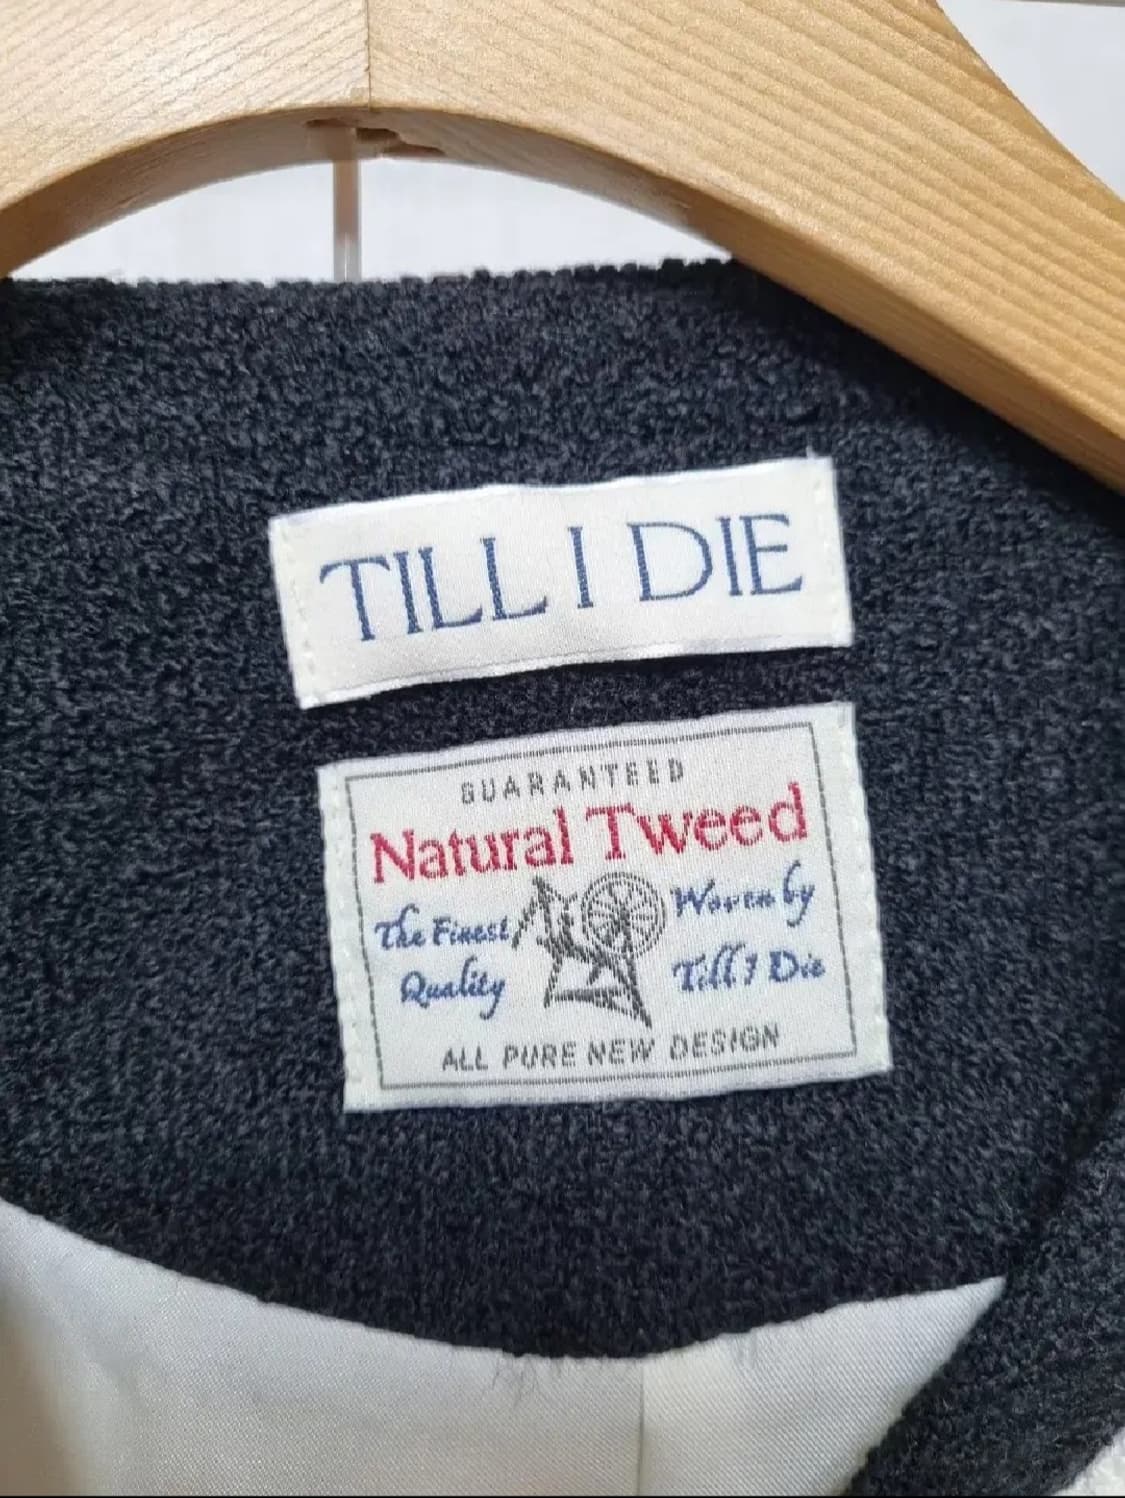 TILL I DIE
GUARANTEED
Natural Tweed
The Finest
Quality
Woven by
Till I Die
ALL PURE NEW DESIGN